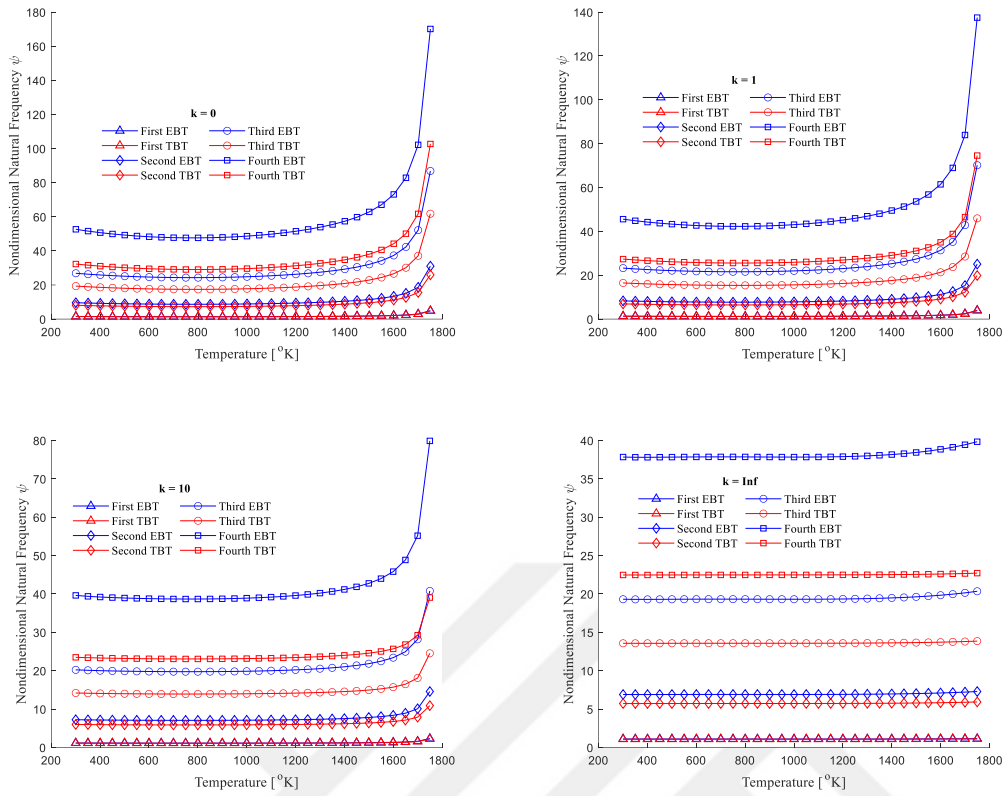 180
160
140
120
100
80
60
40
20
0
Nondimensional Natural Frequency ψ
k = 0
First EBT
First TBT
Second EBT
Second TBT
Third EBT
Third TBT
Fourth EBT
Fourth TBT
200 400 600 800 1000 1200 1400 1600 1800
Temperature [°K]
140
120
100
80
60
40
20
0
Nondimensional Natural Frequency ψ
k = 1
First EBT
First TBT
Second EBT
Second TBT
Third EBT
Third TBT
Fourth EBT
Fourth TBT
200 400 600 800 1000 1200 1400 1600 1800
Temperature [°K]
80
70
60
50
40
30
20
10
0
Nondimensional Natural Frequency ψ
k = 10
First EBT
First TBT
Second EBT
Second TBT
Third EBT
Third TBT
Fourth EBT
Fourth TBT
200 400 600 800 1000 1200 1400 1600 1800
Temperature [°K]
40
35
30
25
20
15
10
5
0
Nondimensional Natural Frequency ψ
k = Inf
First EBT
First TBT
Second EBT
Second TBT
Third EBT
Third TBT
Fourth EBT
Fourth TBT
200 400 600 800 1000 1200 1400 1600 1800
Temperature [°K]